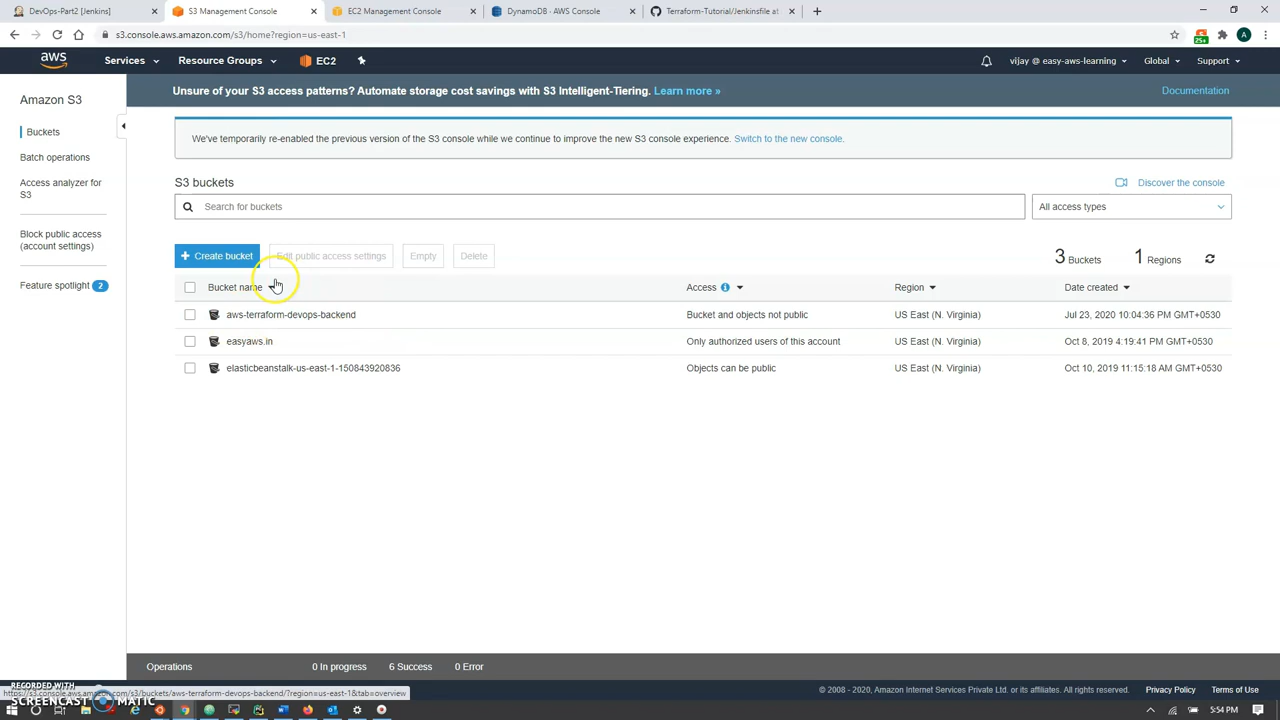 DevOps-Part2 [Jenkins]
S3 Management Console
EC2 Management Console
DynamoDB · AWS Console
Terraform-Tutorial/Jenkinsfile at
s3.console.aws.amazon.com/s3/home?region=us-east-1
25+
A
aws
Services
Resource Groups
EC2
vijay @ easy-aws-learning
Global
Support
Amazon S3
Buckets
Batch operations
Access analyzer for
S3
Block public access
(account settings)
Feature spotlight 2
Unsure of your S3 access patterns? Automate storage cost savings with S3 Intelligent-Tiering. Learn more »
Documentation
We've temporarily re-enabled the previous version of the S3 console while we continue to improve the new S3 console experience. Switch to the new console.
S3 buckets
Discover the console
Search for buckets
All access types
+ Create bucket
Edit public access settings
Empty
Delete
3 Buckets
1 Regions
Bucket name
Access
Region
Date created
aws-terraform-devops-backend
Bucket and objects not public
US East (N. Virginia)
Jul 23, 2020 10:04:36 PM GMT+0530
easyaws.in
Only authorized users of this account
US East (N. Virginia)
Oct 8, 2019 4:19:41 PM GMT+0530
elasticbeanstalk-us-east-1-150843920836
Objects can be public
US East (N. Virginia)
Oct 10, 2019 11:15:18 AM GMT+0530
Operations
0 In progress
6 Success
0 Error
https://s3.console.aws.amazon.com/s3/buckets/aws-terraform-devops-backend/?region=us-east-1&tab=overview
© 2008 - 2020, Amazon Internet Services Private Ltd. or its affiliates. All rights reserved.
Privacy Policy
Terms of Use
RECORDED WITH
SCREENCAST MATIC
5:54 PM